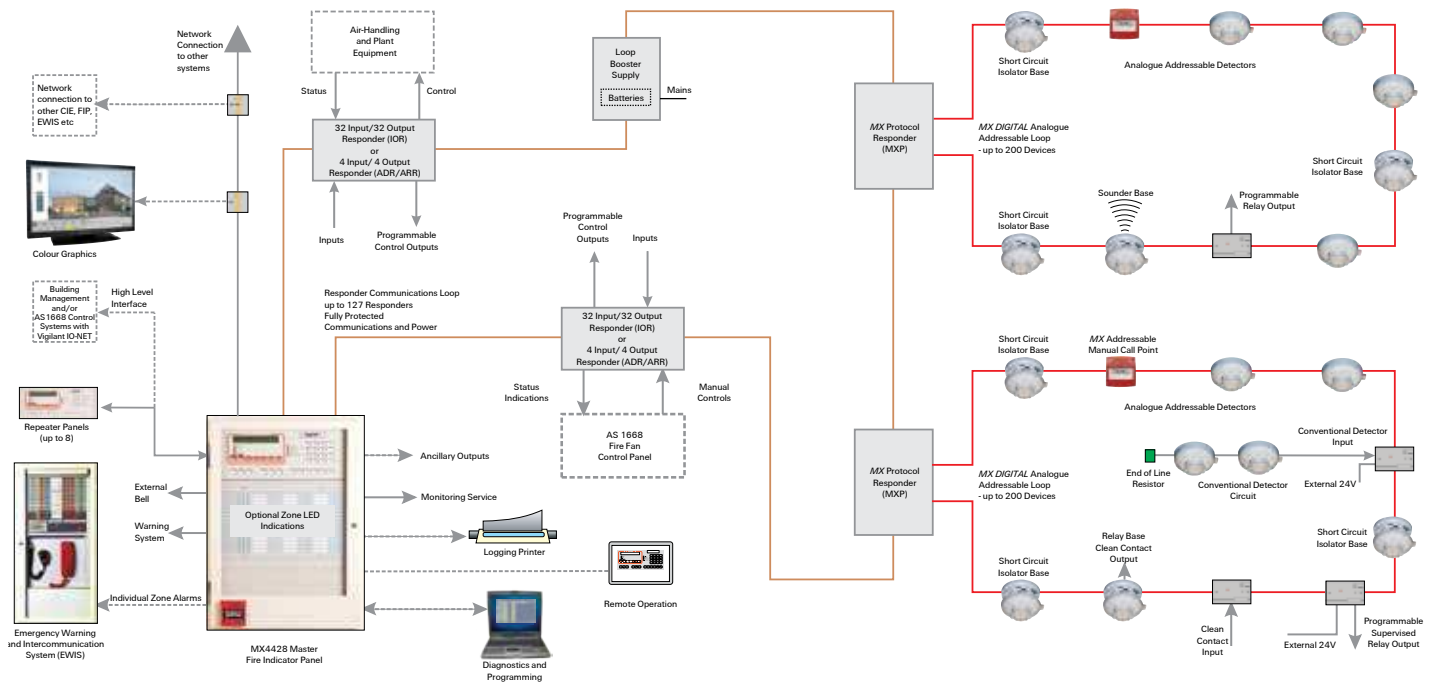 Network
Connection
to other
systems
Network
connection to
other CIE, FIP,
EWIS etc
Colour Graphics
Building
Management
and/or
AS1668 Control
Systems with
Vigilant IO-NET
High Level
Interface
Repeater Panels
(up to 8)
External
Bell
Warning
System
Individual Zone Alarms
Emergency Warning
and Intercommunication
System (EWIS)
Optional Zone LED
Indications
MX4428 Master
Fire Indicator Panel
Air-Handling
and Plant
Equipment
Status
Control
32 Input/32 Output
Responder (IOR)
or
4 Input/ 4 Output
Responder (ADR/ARR)
Inputs
Programmable
Control Outputs
Loop
Booster
Supply
Batteries
Mains
Responder Communications Loop
up to 127 Responders
Fully Protected
Communications and Power
Programmable
Control
Outputs
Inputs
32 Input/32 Output
Responder (IOR)
or
4 Input/ 4 Output
Responder (ADR/ARR)
Status
Indications
Manual
Controls
AS 1668
Fire Fan
Control Panel
Ancillary Outputs
Monitoring Service
Logging Printer
Remote Operation
Diagnostics and
Programming
MX Protocol
Responder
(MXP)
MX DIGITAL Analogue
Addressable Loop
- up to 200 Devices
Short Circuit
Isolator Base
Analogue Addressable Detectors
Short Circuit
Isolator Base
Short Circuit
Isolator Base
Sounder Base
Programmable
Relay Output
MX Protocol
Responder
(MXP)
MX DIGITAL Analogue
Addressable Loop
- up to 200 Devices
Short Circuit
Isolator Base
MX Addressable
Manual Call Point
Analogue Addressable Detectors
Conventional Detector
Input
End of Line
Resistor
Conventional Detector
Circuit
External 24V
Short Circuit
Isolator Base
Short Circuit
Isolator Base
Relay Base
Clean Contact
Output
Clean
Contact
Input
External 24V
Programmable
Supervised
Relay Output